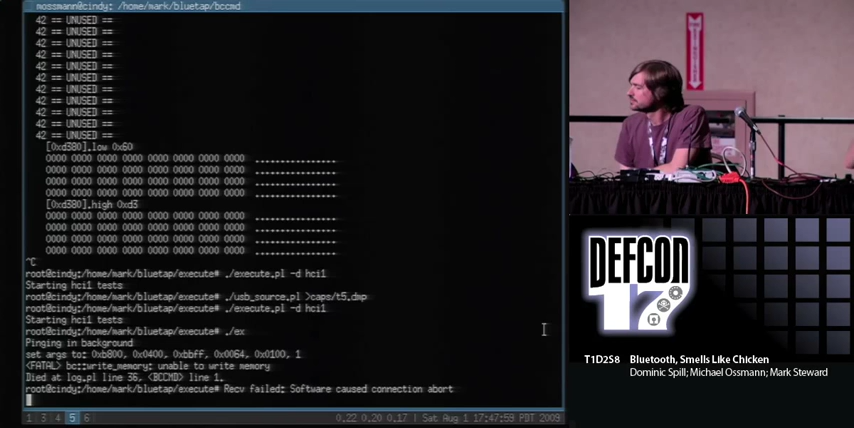 mossmann@cindy: /home/mark/bluetap/bccmd
42 == UNUSED ==
42 == UNUSED ==
42 == UNUSED ==
42 == UNUSED ==
42 == UNUSED ==
42 == UNUSED ==
42 == UNUSED ==
42 == UNUSED ==
42 == UNUSED ==
42 == UNUSED ==
42 == UNUSED ==
[0xd380].low 0x60
0000 0000 0000 0000 0000 0000 0000 0000 ................
0000 0000 0000 0000 0000 0000 0000 0000 ................
0000 0000 0000 0000 0000 0000 0000 0000 ................
0000 0000 0000 0000 0000 0000 0000 0000 ................
[0xd380].high 0xd3
0000 0000 0000 0000 0000 0000 0000 0000 ................
0000 0000 0000 0000 0000 0000 0000 0000 ................
0000 0000 0000 0000 0000 0000 0000 0000 ................
0000 0000 0000 0000 0000 0000 0000 0000 ................
^C
root@cindy:/home/mark/bluetap/execute# ./execute.pl -d hci1
Starting hci1 tests
root@cindy:/home/mark/bluetap/execute# ./usb_source.pl >caps/t5.dmp
root@cindy:/home/mark/bluetap/execute# ./execute.pl -d hci1
Starting hci1 tests
root@cindy:/home/mark/bluetap/execute# ./ex
Pinging in background
set args to: 0xb800, 0x0400, 0xbbff, 0x0064, 0x0100, 1
<FATAL> bc::write_memory: unable to write memory
Died at log.pl line 36, <BCCMD> line 1.
root@cindy:/home/mark/bluetap/execute# Recv failed: Software caused connection abort
1 3 4 5 6
0.22 0.20 0.17 | Sat Aug 1 17:47:59 PDT 2009
DEFCON
17
T1D2S8 Bluetooth, Smells Like Chicken
Dominic Spill; Michael Ossmann; Mark Steward